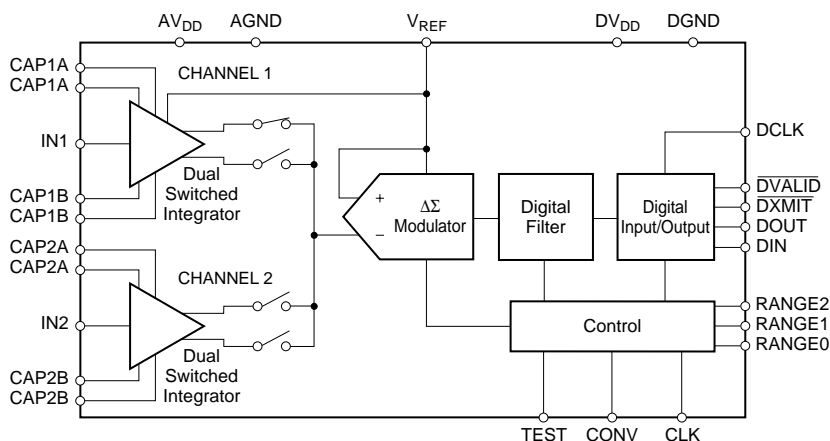 AVDD AGND VREF DVDD DGND
CAP1A
CAP1A
CHANNEL 1
IN1
DCLK
Dual
Switched
Integrator
CAP1B
CAP1B
+
−
ΔΣ
Modulator
Digital
Filter
Digital
Input/Output
DVALID
DXMIT
DOUT
DIN
CAP2A
CAP2A
CHANNEL 2
IN2
Control
RANGE2
RANGE1
RANGE0
Dual
Switched
Integrator
CAP2B
CAP2B
TEST CONV CLK